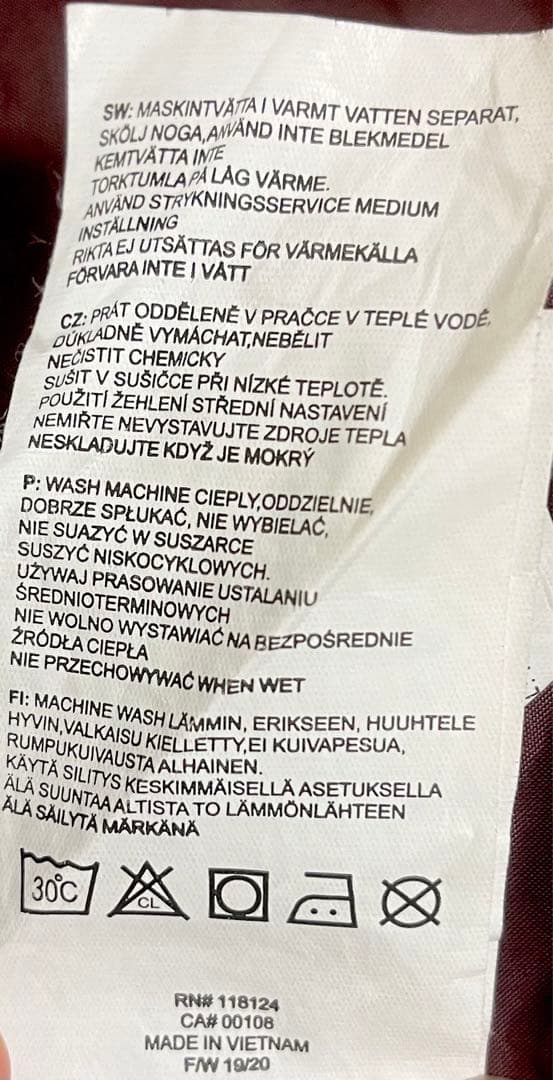 SW: MASKINTVÄTTA I VARMT VATTEN SEPARAT,
SKÖLJ NOGA,ANVÄND INTE BLEKMEDEL
KEMTVÄTTA INTE
TORKTUMLA PÅ LÅG VÄRME.
ANVÄND STRYKNINGSSERVICE MEDIUM
INSTÄLLNING
RIKTA EJ UTSÄTTAS FÖR VÄRMEKÄLLA
FÖRVARA INTE I VÅTT
CZ: PRÁT ODDĚLENĚ V PRAČCE V TEPLÉ VODĚ,
DŮKLADNĚ VYMÁCHAT,NEBĚLIT
NEČISTIT CHEMICKY
SUŠIT V SUŠIČCE PŘI NÍZKÉ TEPLOTĚ.
POUŽITÍ ŽEHLENÍ STŘEDNÍ NASTAVENÍ
NEMIŘTE NEVYSTAVUJTE ZDROJE TEPLA
NESKLADUJTE KDYŽ JE MOKRÝ
P: WASH MACHINE CIEPLY,ODDZIELNIE,
DOBRZE SPŁUKAĆ, NIE WYBIELAĆ,
NIE SUAZYĆ W SUSZARCE
SUSZYĆ NISKOCYKLOWYCH.
UŻYWAJ PRASOWANIE USTALANIU
ŚREDNIOTERMINOWYCH
NIE WOLNO WYSTAWIAĆ NA BEZPOŚREDNIE
ŹRÓDŁA CIEPŁA
NIE PRZECHOWYWAĆ WHEN WET
FI: MACHINE WASH LÄMMIN, ERIKSEEN, HUUHTELE
HYVIN,VALKAISU KIELLETTY,EI KUIVAPESUA,
RUMPUKUIVAUSTA ALHAINEN.
KÄYTÄ SILITYS KESKIMMÄISELLÄ ASETUKSELLA
ÄLÄ SUUNTAA ALTISTA TO LÄMMÖNLÄHTEEN
ÄLÄ SÄILYTÄ MÄRKÄNÄ
30°C
CL
RN# 118124
CA# 00108
MADE IN VIETNAM
F/W 19/20